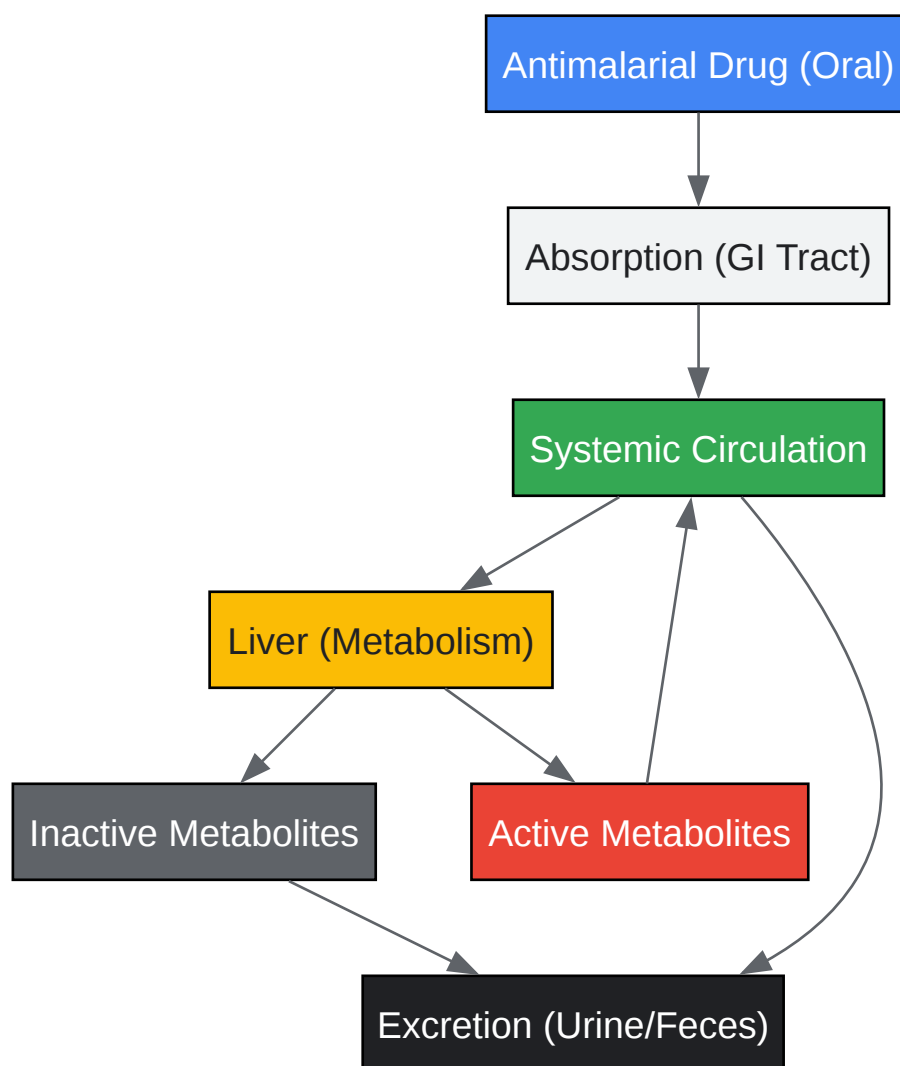 Antimalarial Drug (Oral)
Absorption (GI Tract)
Systemic Circulation
Liver (Metabolism)
Inactive Metabolites
Active Metabolites
Excretion (Urine/Feces)